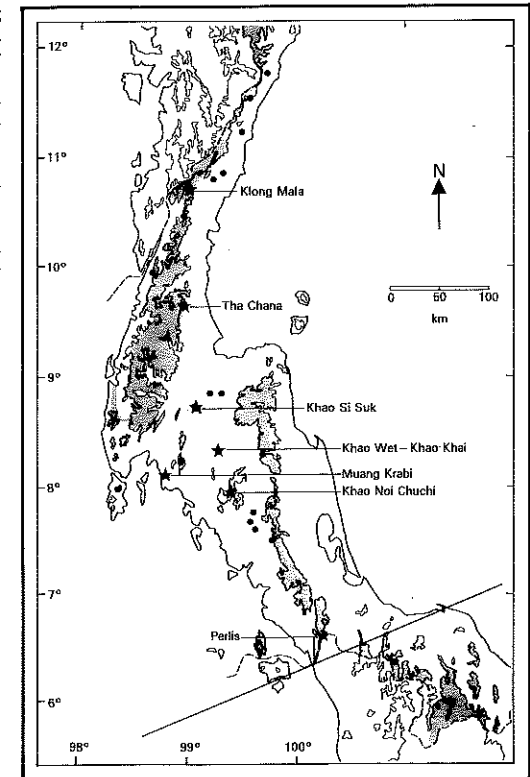 12°
11°
N
Klong Mala
10°
0 50 100
km
Tha Chana
9°
Khao Si Suk
Khao Wet – Khao Khai
8°
Muang Krabi
Khao Noi Chuchi
7°
Perlis
6°
98° 99° 100°